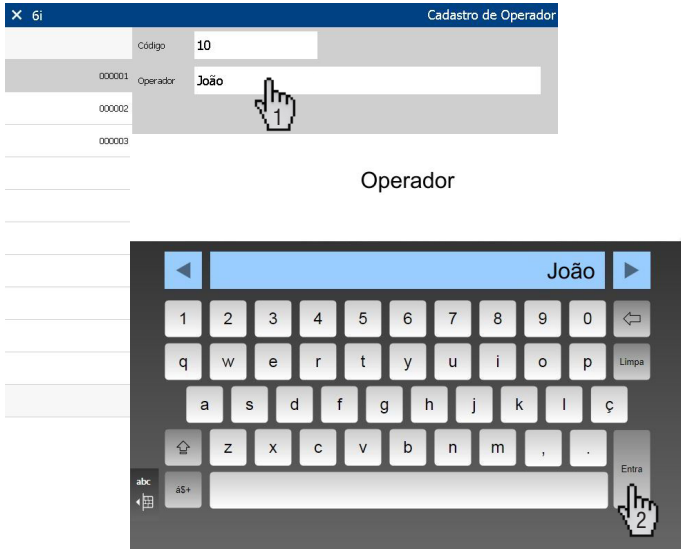 6i Cadastro de Operador
Código 10
000001 Operador João
1
000002
000003
Operador
João
1 2 3 4 5 6 7 8 9 0
q w e r t y u i o p Limpa
a s d f g h j k l ç
z x c v b n m , .
Entra
abc
á$+
2